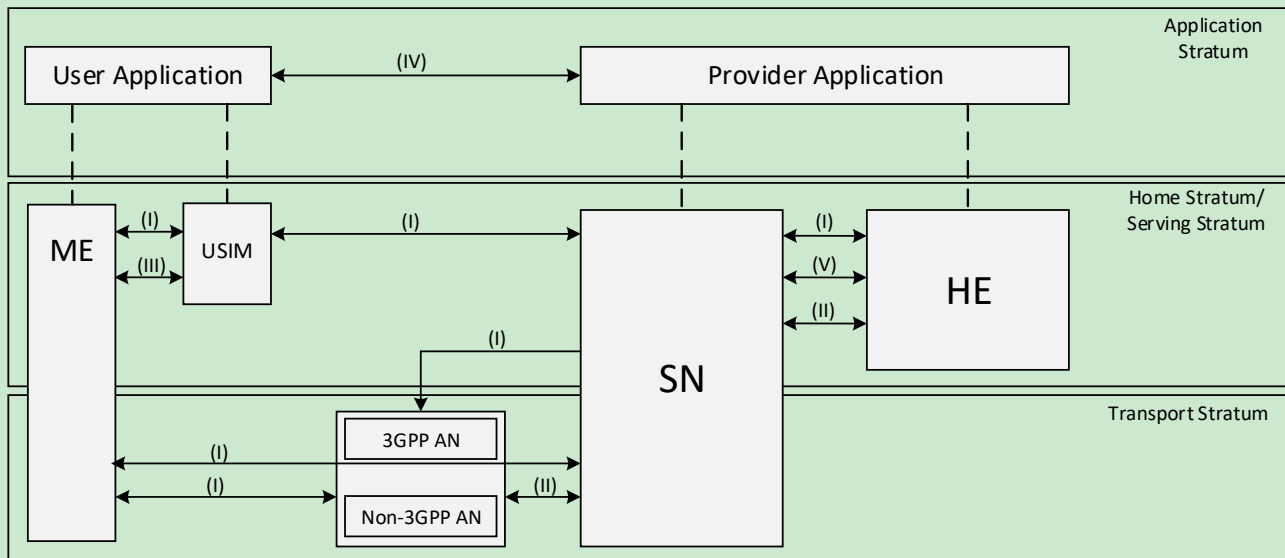 Application
Stratum
User Application
(IV)
Provider Application
Home Stratum/
Serving Stratum
ME
(I)
(III)
USIM
(I)
(I)
(V)
(II)
HE
(I)
SN
Transport Stratum
3GPP AN
(I)
(I)
(II)
Non-3GPP AN